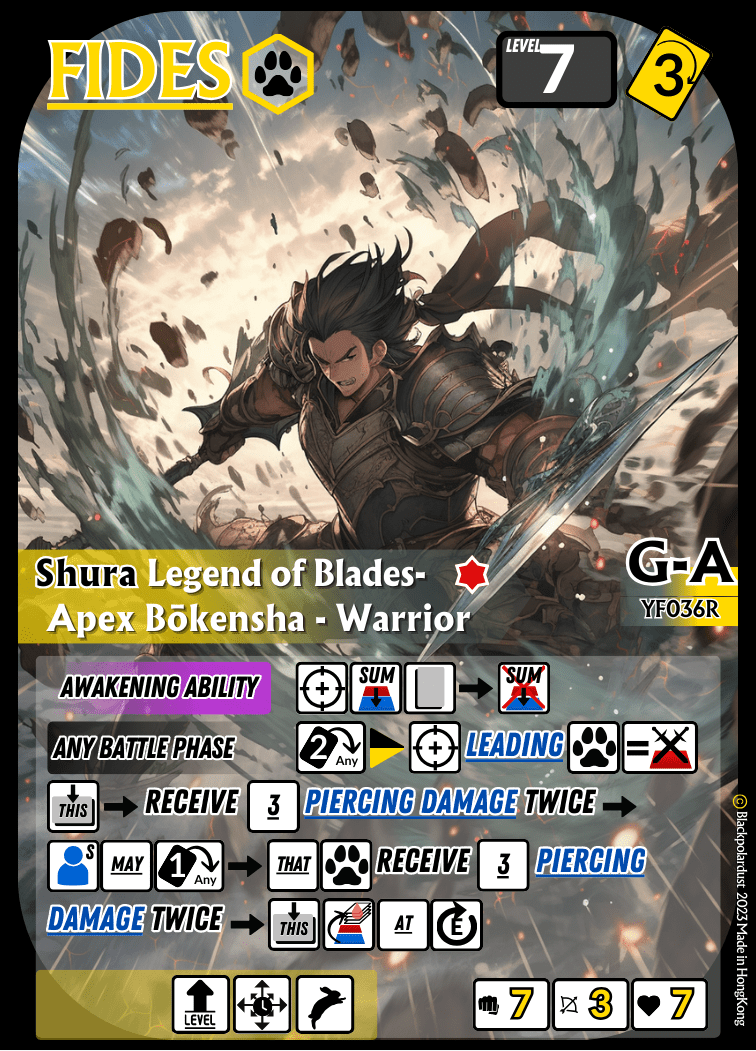 FIDES
LEVEL 7
3
Shura Legend of Blades-
Apex Bōkensha - Warrior
G-A
YF036R
AWAKENING ABILITY SUM SUM
ANY BATTLE PHASE 2 Any LEADING =
THIS RECEIVE 3 PIERCING DAMAGE TWICE
S MAY 1 Any THAT RECEIVE 3 PIERCING
DAMAGE TWICE THIS AT E
LEVEL 7 3 7
© Blackpolardust 2023 Made in HongKong